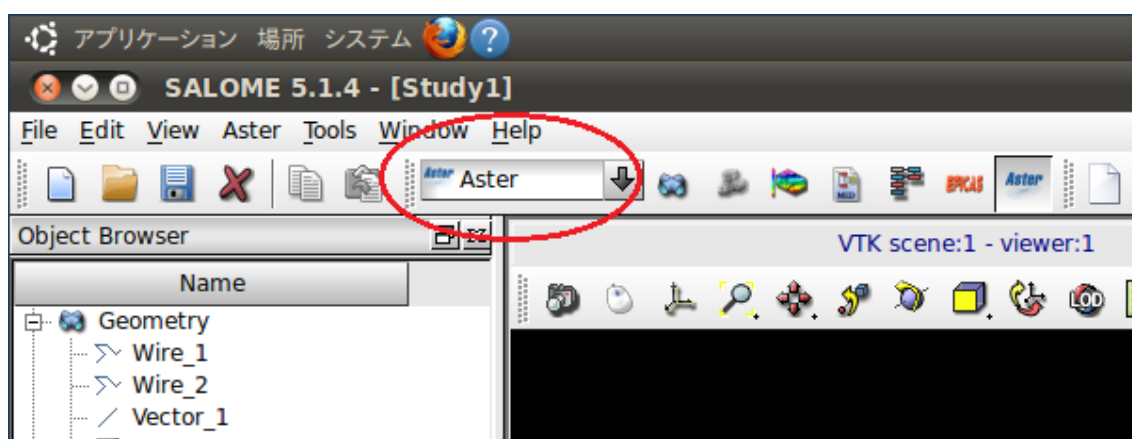 アプリケーション 場所 システム
SALOME 5.1.4 - [Study1]
File Edit View Aster Tools Window Help
Aster Aster MED EFICAS Aster
Object Browser
VTK scene:1 - viewer:1
Name
LOD
Geometry
Wire_1
Wire_2
Vector_1